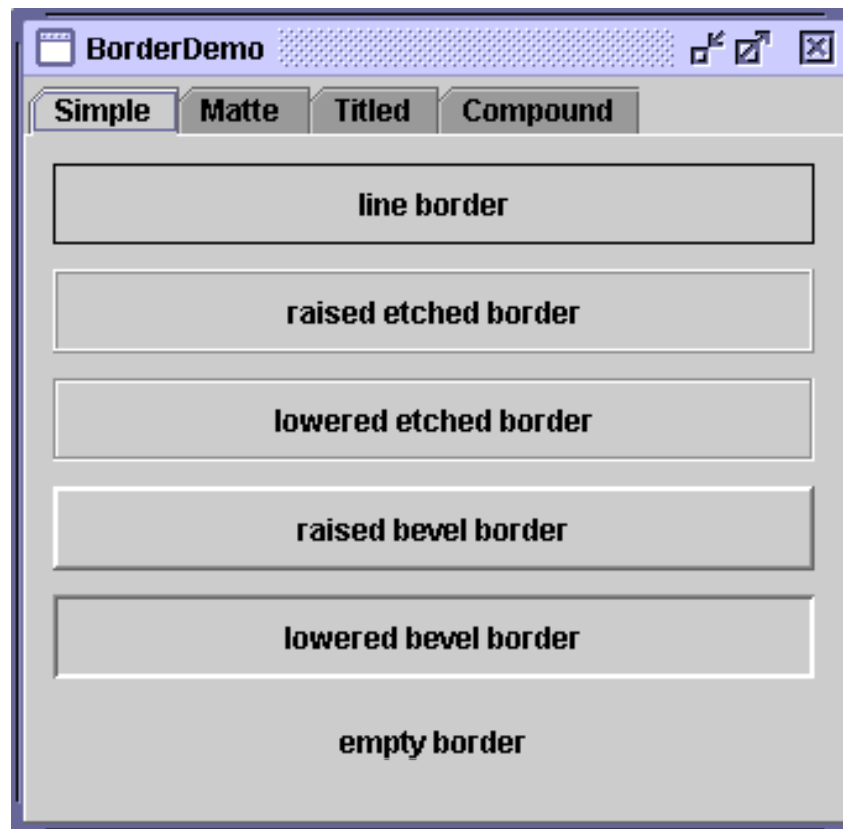 BorderDemo
Simple Matte Titled Compound
line border
raised etched border
lowered etched border
raised bevel border
lowered bevel border
empty border